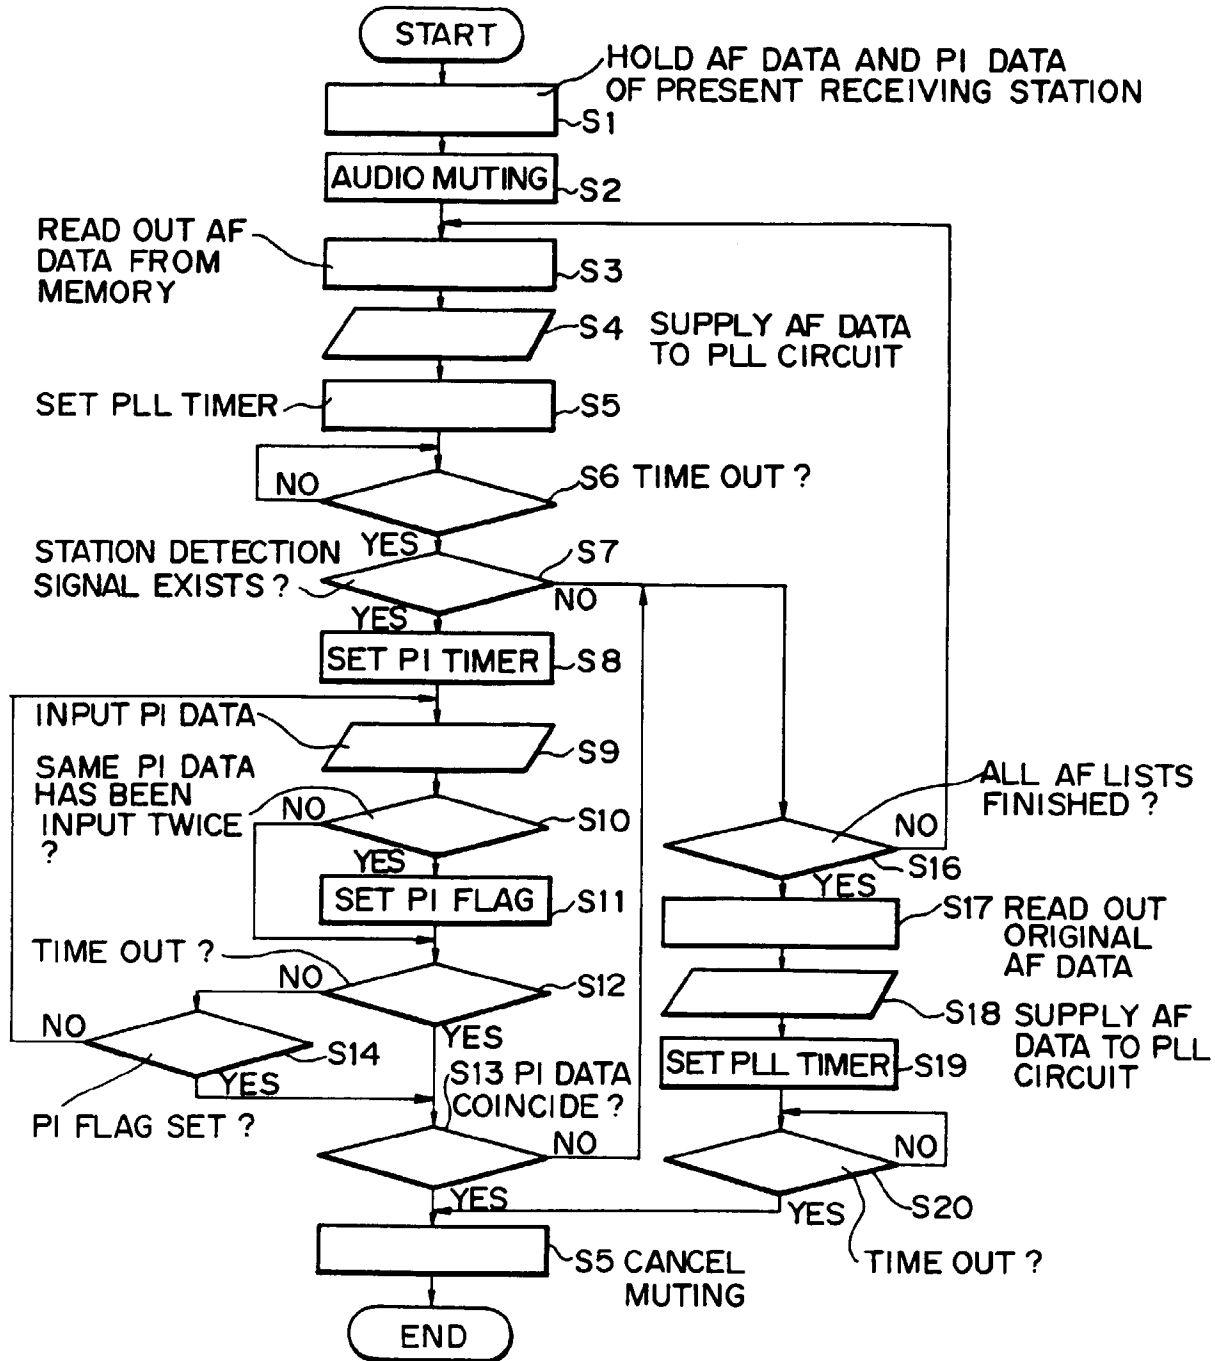 START
HOLD AF DATA AND PI DATA
OF PRESENT RECEIVING STATION
S1
AUDIO MUTING
S2
READ OUT AF
DATA FROM
MEMORY
S3
S4
SUPPLY AF DATA
TO PLL CIRCUIT
SET PLL TIMER
S5
NO
S6 TIME OUT ?
YES
STATION DETECTION
SIGNAL EXISTS ?
S7
NO
YES
SET PI TIMER
S8
INPUT PI DATA
S9
SAME PI DATA
HAS BEEN
INPUT TWICE
?
NO
S10
YES
SET PI FLAG
S11
ALL AF LISTS
FINISHED ?
NO
S16
YES
S17 READ OUT
ORIGINAL
AF DATA
TIME OUT ?
NO
S12
YES
NO
S14
YES
PI FLAG SET ?
S18 SUPPLY AF
DATA TO PLL
CIRCUIT
SET PLL TIMER
S19
S13 PI DATA
COINCIDE ?
NO
YES
NO
S20
YES
TIME OUT ?
S5 CANCEL
MUTING
END